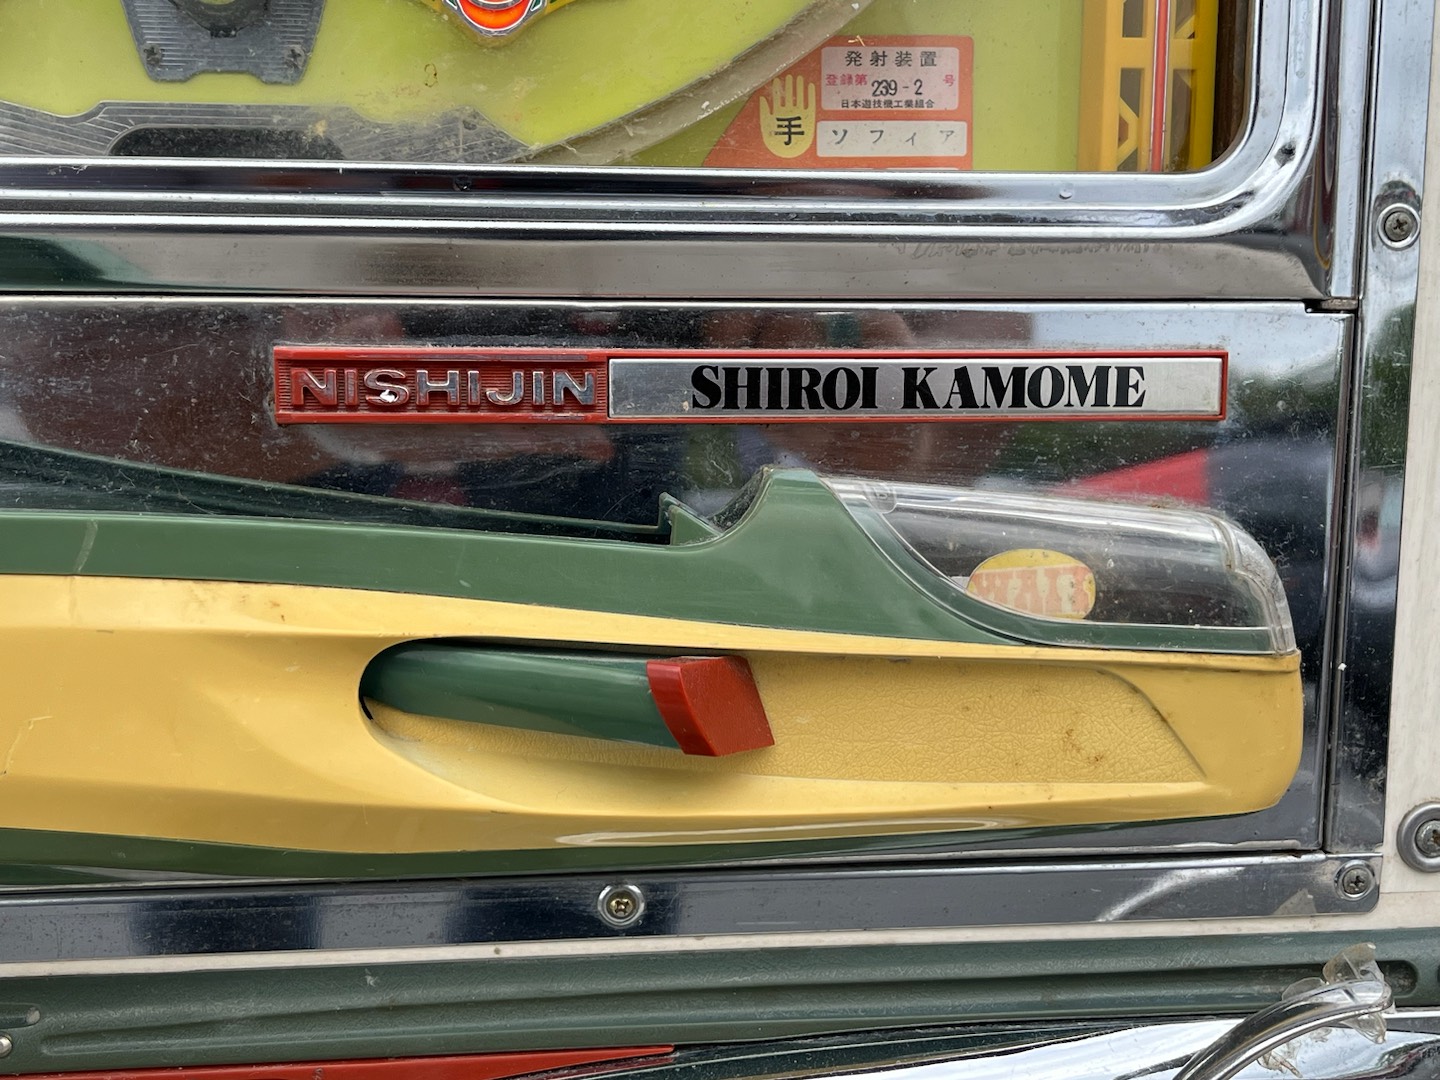 発射装置
登録第 239-2 号
日本遊技機工業組合
手
ソフィア
NISHIJIN SHIROI KAMOME